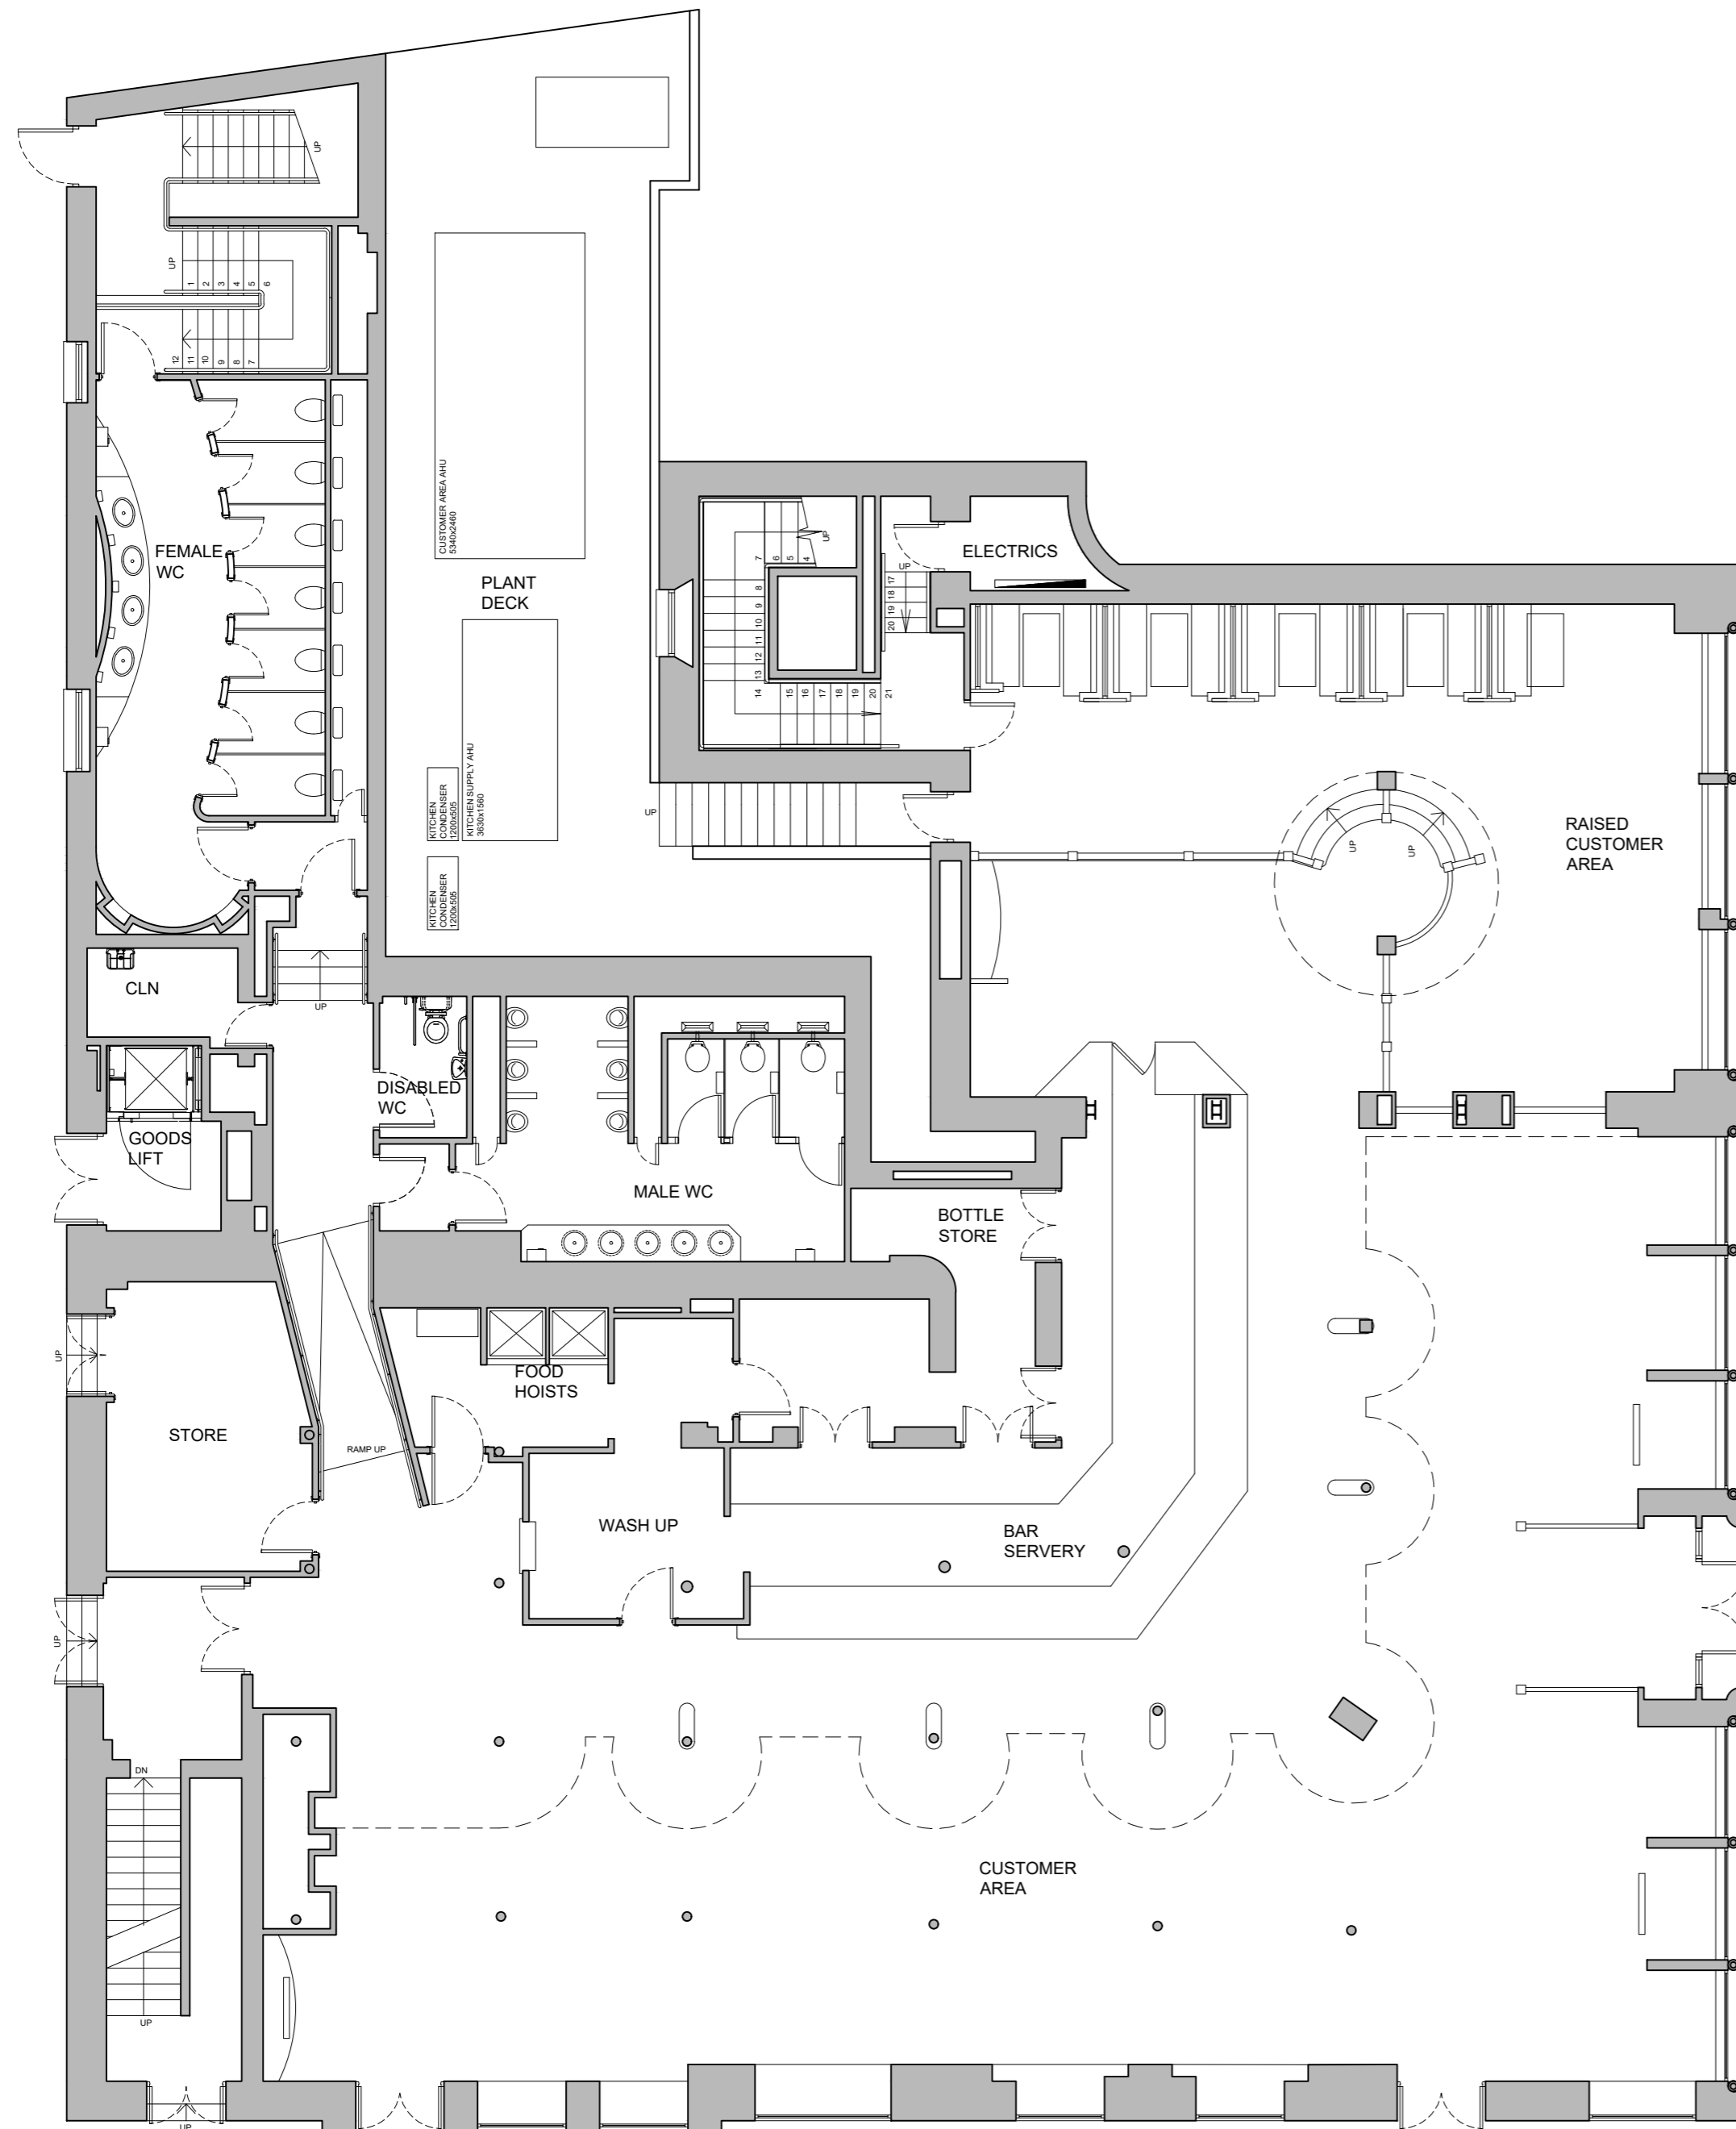 UP
UP
1 2 3 4 5 6
12 11 10 9 8 7
CUSTOMER AREA AHU
5340x2460
FEMALE
WC
PLANT
DECK
ELECTRICS
UP
7 6 5 4
UP
17
18
19
20
8
9
10
11
12
13
14 15 16 17 18 19 20 21
KITCHEN
CONDENSER
1200x505
KITCHEN SUPPLY AHU
3630x1560
UP
UP
UP
RAISED
CUSTOMER
AREA
KITCHEN
CONDENSER
1200x505
CLN
UP
DISABLED
WC
GOODS
LIFT
MALE WC
BOTTLE
STORE
UP
FOOD
HOISTS
STORE
RAMP UP
WASH UP
BAR
SERVERY
UP
DN
CUSTOMER
AREA
UP
UP